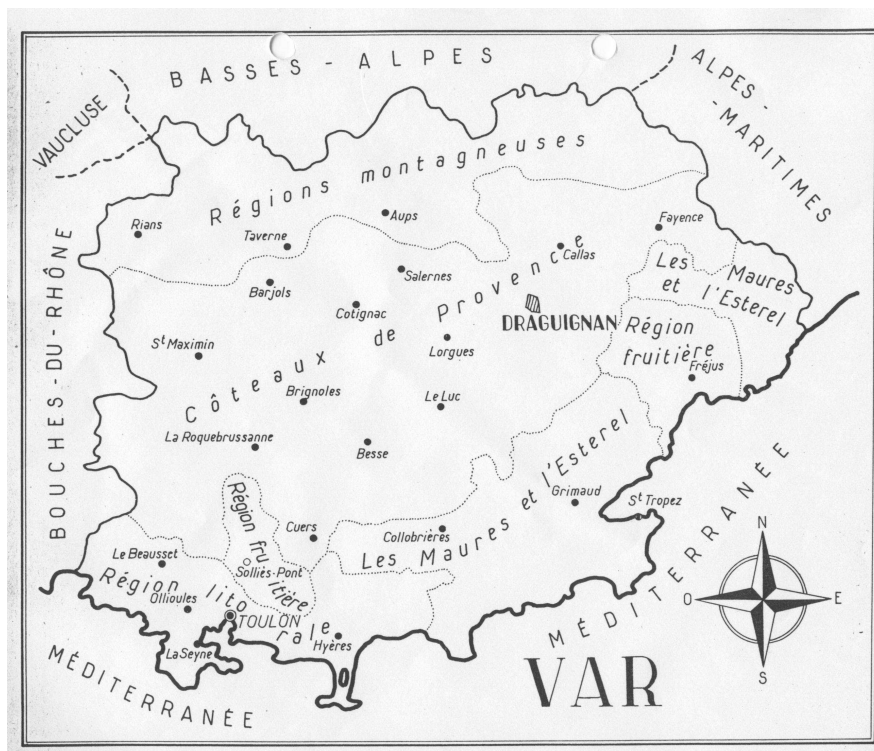 BASSES - ALPES
ALPES - MARITIMES
VAUCLUSE
BOUCHES - DU - RHÔNE
Régions montagneuses
Rians
Taverne
Aups
Fayence
Callas
Salernes
Barjols
Cotignac
Les Maures
et l'Esterel
DRAGUIGNAN
Région
fruitière
Fréjus
Lorgues
St Maximin
Côteaux de Provence
Brignoles
Le Luc
La Roquebrussanne
Besse
Les Maures et l'Esterel
Grimaud
St Tropez
Collobrières
Cuers
Région fruitière
Solliès-Pont
Le Beausset
Région litorale
Ollioules
TOULON
Hyères
La Seyne
MÉDITERRANÉE
MÉDITERRANÉE
N
O
E
S
VAR